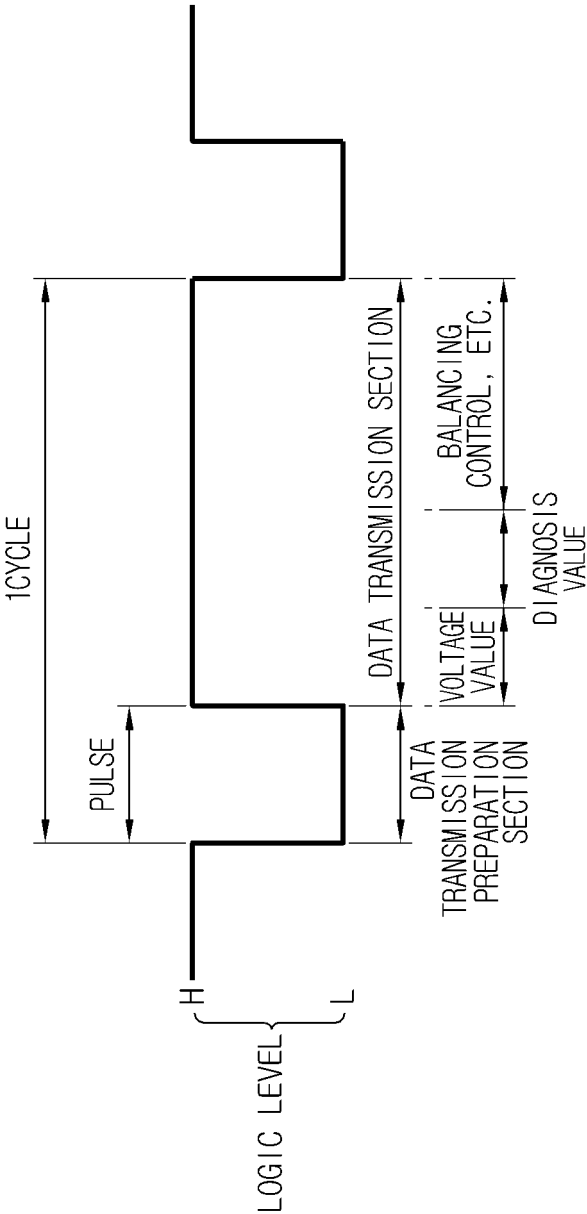 1CYCLE
PULSE
H
L
LOGIC LEVEL
DATA TRANSMISSION SECTION
DATA
TRANSMISSION
PREPARATION
SECTION
VOLTAGE
VALUE
BALANCING
CONTROL, ETC.
DIAGNOSIS
VALUE